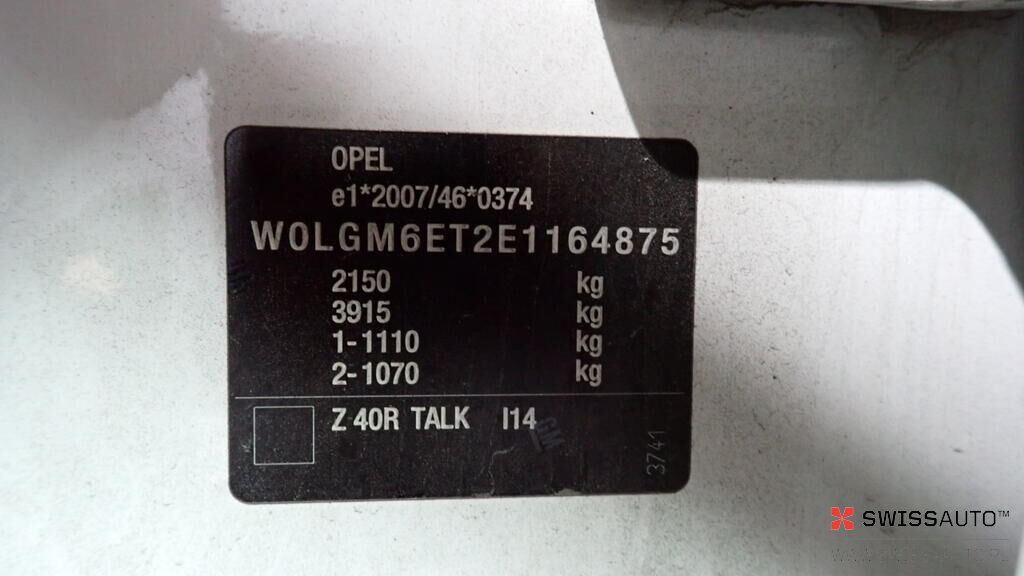 OPEL
e1*2007/46*0374
W0LGM6ET2E1164875
2150 kg
3915 kg
1-1110 kg
2-1070 kg
Z 40R TALK I14
GM
3741
SWISSAUTO™